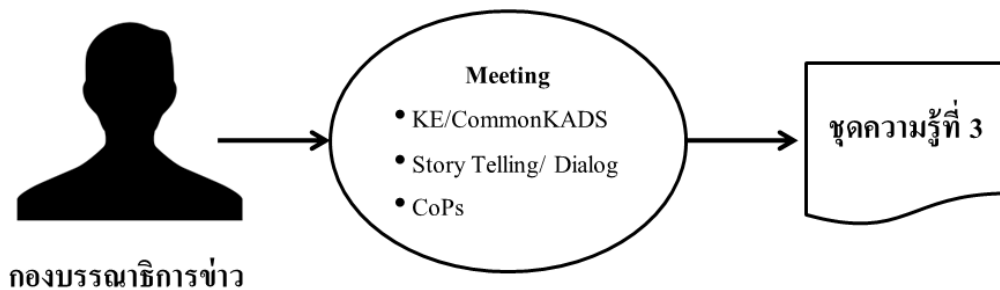 กองบรรณาธิการข่าว
Meeting
• KE/CommonKADS
• Story Telling/ Dialog
• CoPs
ชุดความรู้ที่ 3